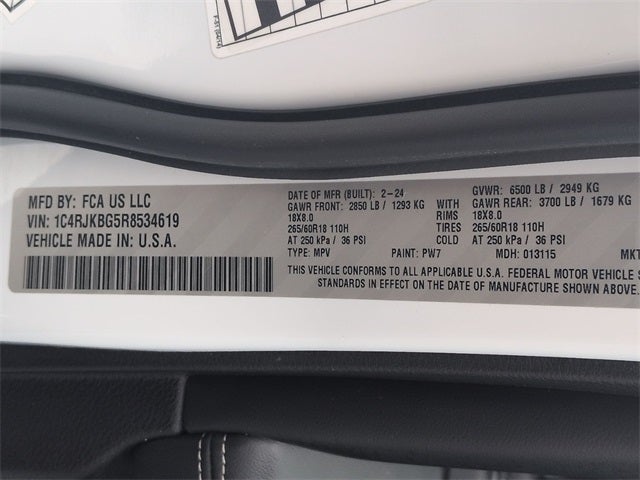 MFD BY: FCA US LLC
VIN: 1C4RJKBG5R8534619
VEHICLE MADE IN: U.S.A.
DATE OF MFR (BUILT): 2-24 GVWR: 6500 LB / 2949 KG
GAWR FRONT: 2850 LB / 1293 KG WITH GAWR REAR: 3700 LB / 1679 KG
18X8.0 RIMS 18X8.0
265/60R18 110H TIRES 265/60R18 110H
AT 250 kPa / 36 PSI COLD AT 250 kPa / 36 PSI
TYPE: MPV PAINT: PW7 MDH: 013115 MKT
THIS VEHICLE CONFORMS TO ALL APPLICABLE U.S.A. FEDERAL MOTOR VEHICLE S
STANDARDS IN EFFECT ON THE DATE OF MANUFACTURE SHOWN ABOVE.